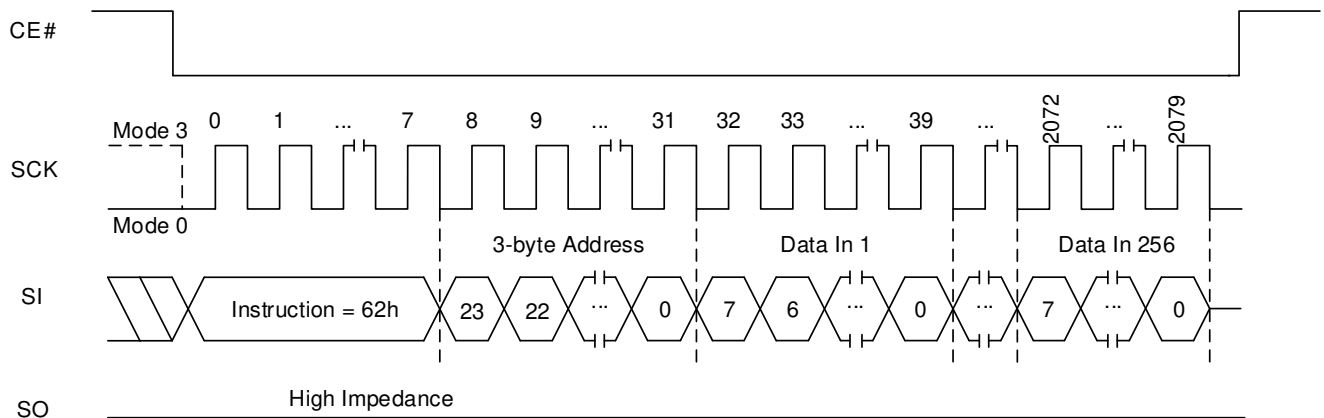 CE#
Mode 3 0 1 ... 7 8 9 ... 31 32 33 ... 39 ... 2072 ... 2079
SCK
Mode 0
3-byte Address Data In 1 Data In 256
SI Instruction = 62h 23 22 ... 0 7 6 ... 0 ... 7 ... 0
High Impedance
SO